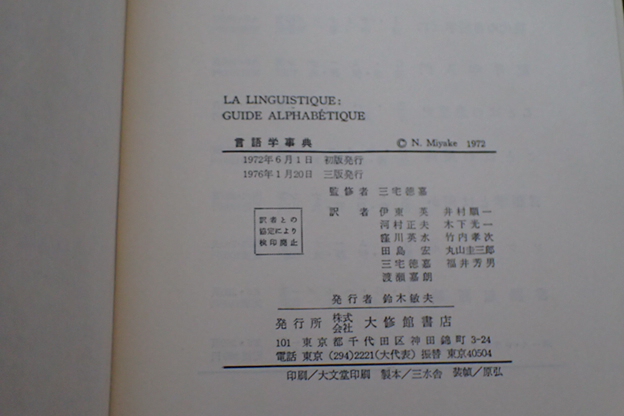 LA LINGUISTIQUE:
GUIDE ALPHABÉTIQUE
言語学事典 © N. Miyake 1972
1972年6月1日 初版発行
1976年1月20日 三版発行
監修者 三宅徳嘉
訳者との
協定により
検印廃止
訳者 伊東英 井村順一
河村正夫 木下光一
窪川英水 竹内孝次
田島宏 丸山圭三郎
三宅徳嘉 福井芳男
渡瀬嘉朗
発行者 鈴木敏夫
発行所 株式会社 大修館書店
101 東京都千代田区神田錦町3-24
電話 東京 (294)2221(大代表) 振替 東京40504
印刷/大文堂印刷 製本/三水舎 装幀/原弘